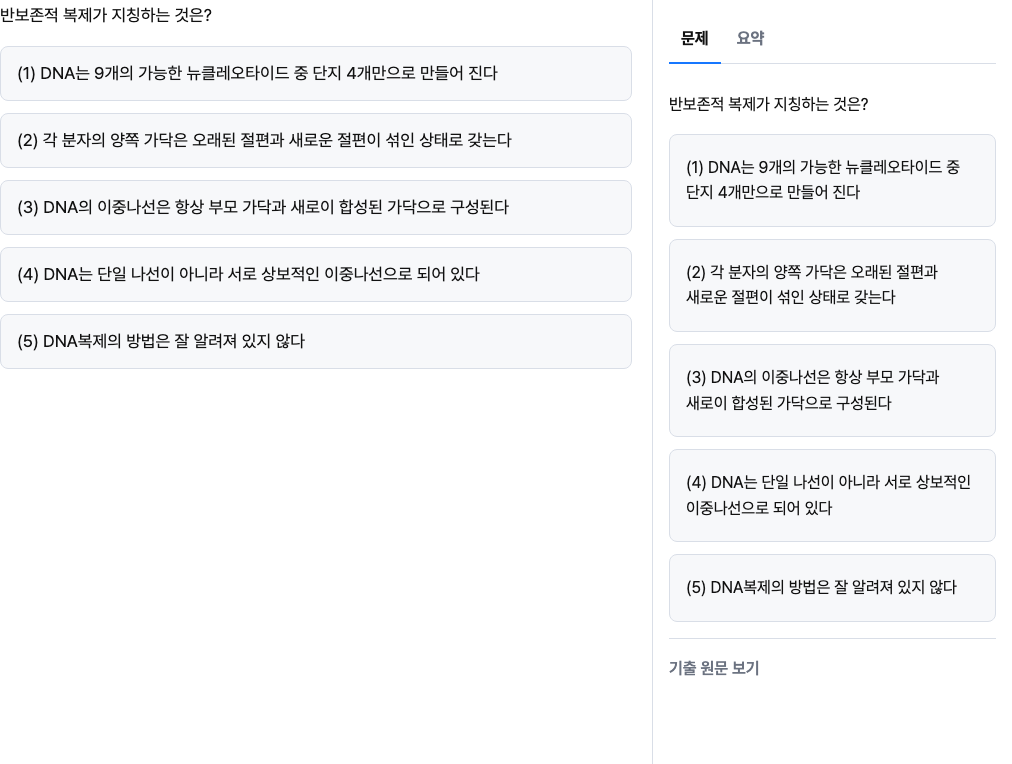 반보존적 복제가 지칭하는 것은?
(1) DNA는 9개의 가능한 뉴클레오타이드 중 단지 4개만으로 만들어 진다
(2) 각 분자의 양쪽 가닥은 오래된 절편과 새로운 절편이 섞인 상태로 갖는다
(3) DNA의 이중나선은 항상 부모 가닥과 새로이 합성된 가닥으로 구성된다
(4) DNA는 단일 나선이 아니라 서로 상보적인 이중나선으로 되어 있다
(5) DNA복제의 방법은 잘 알려져 있지 않다
문제 요약
반보존적 복제가 지칭하는 것은?
(1) DNA는 9개의 가능한 뉴클레오타이드 중
단지 4개만으로 만들어 진다
(2) 각 분자의 양쪽 가닥은 오래된 절편과
새로운 절편이 섞인 상태로 갖는다
(3) DNA의 이중나선은 항상 부모 가닥과
새로이 합성된 가닥으로 구성된다
(4) DNA는 단일 나선이 아니라 서로 상보적인
이중나선으로 되어 있다
(5) DNA복제의 방법은 잘 알려져 있지 않다
기출 원문 보기